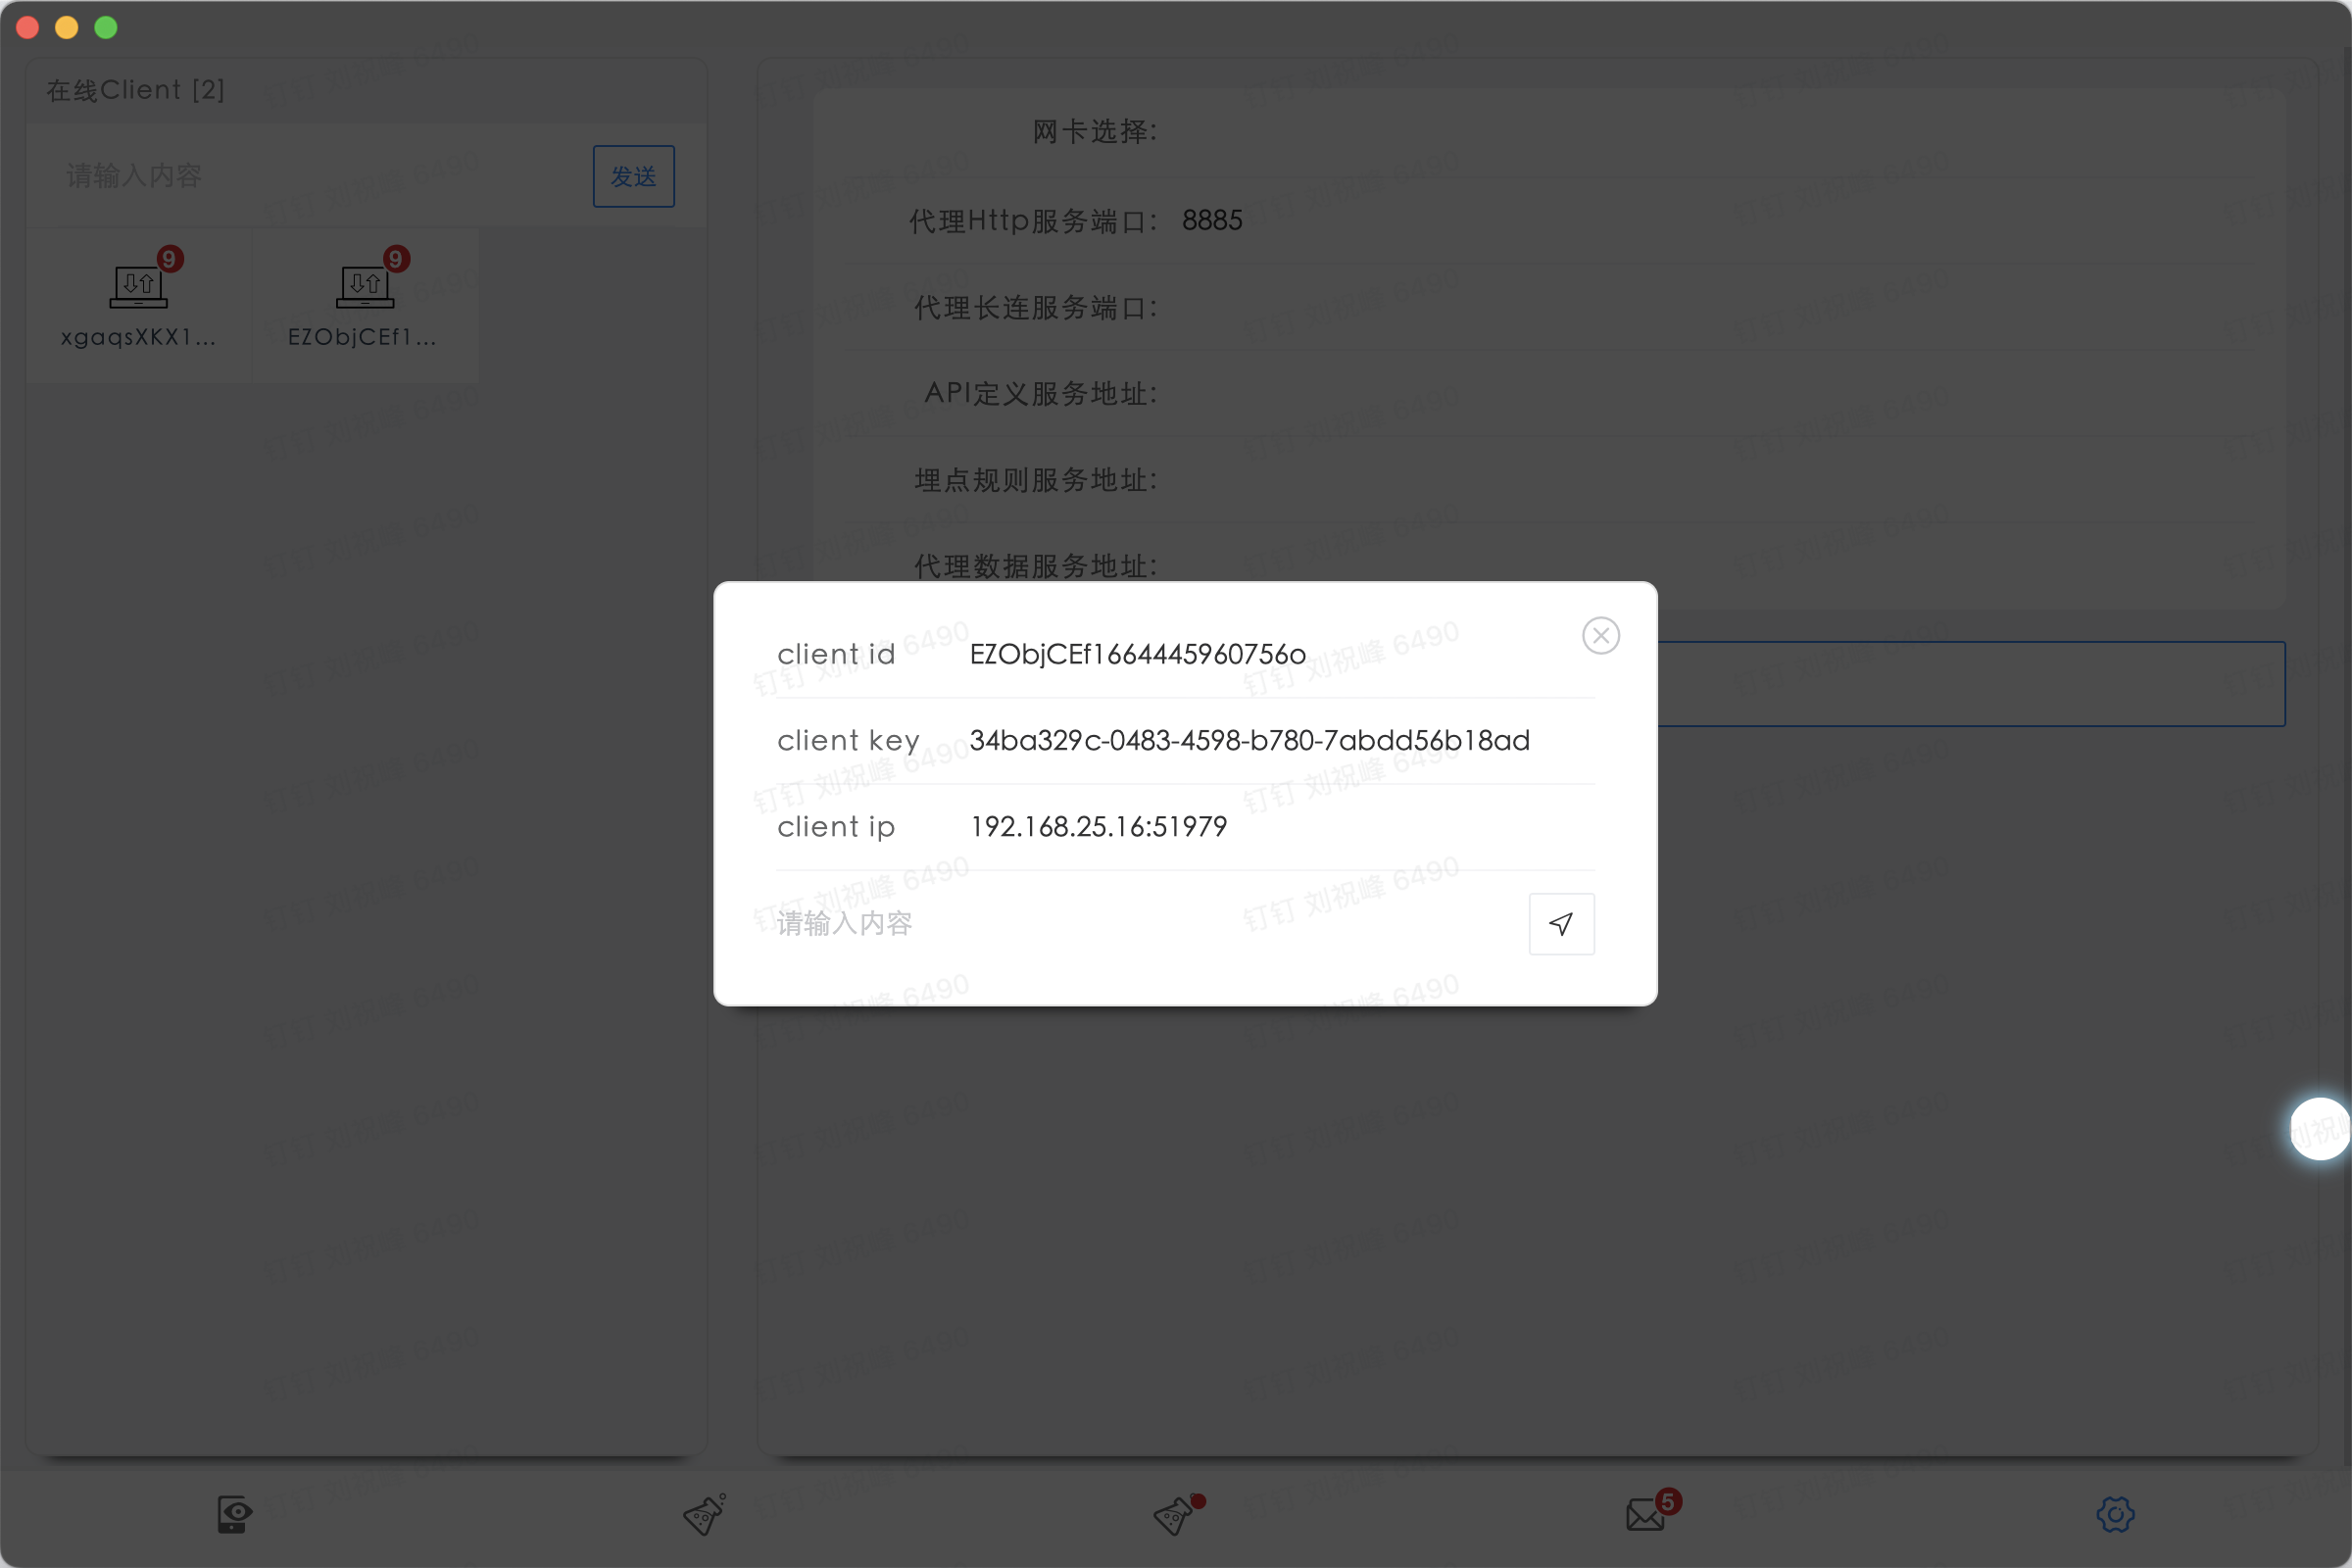 在线Client [2]
请输入内容
发送
9
9
xgaqsXKX1...
EZObjCEf1...
网卡选择:
代理Http服务端口: 8885
代理长连服务端口:
API定义服务地址:
埋点规则服务地址:
代理数据服务地址:
client id EZObjCEf1664445960756o
client key 34ba329c-0483-4598-b780-7abdd56b18ad
client ip 192.168.25.16:51979
请输入内容
钉钉 刘祝峰 6490
5